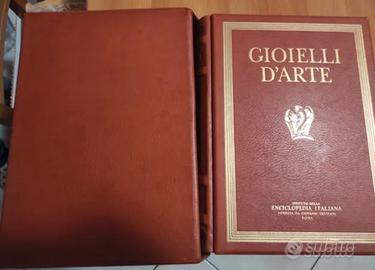 GIOIELLI
D'ARTE
ISTITUTO DELLA
ENCICLOPEDIA ITALIANA
FONDATA DA GIOVANNI TRECCANI
ROMA
subito